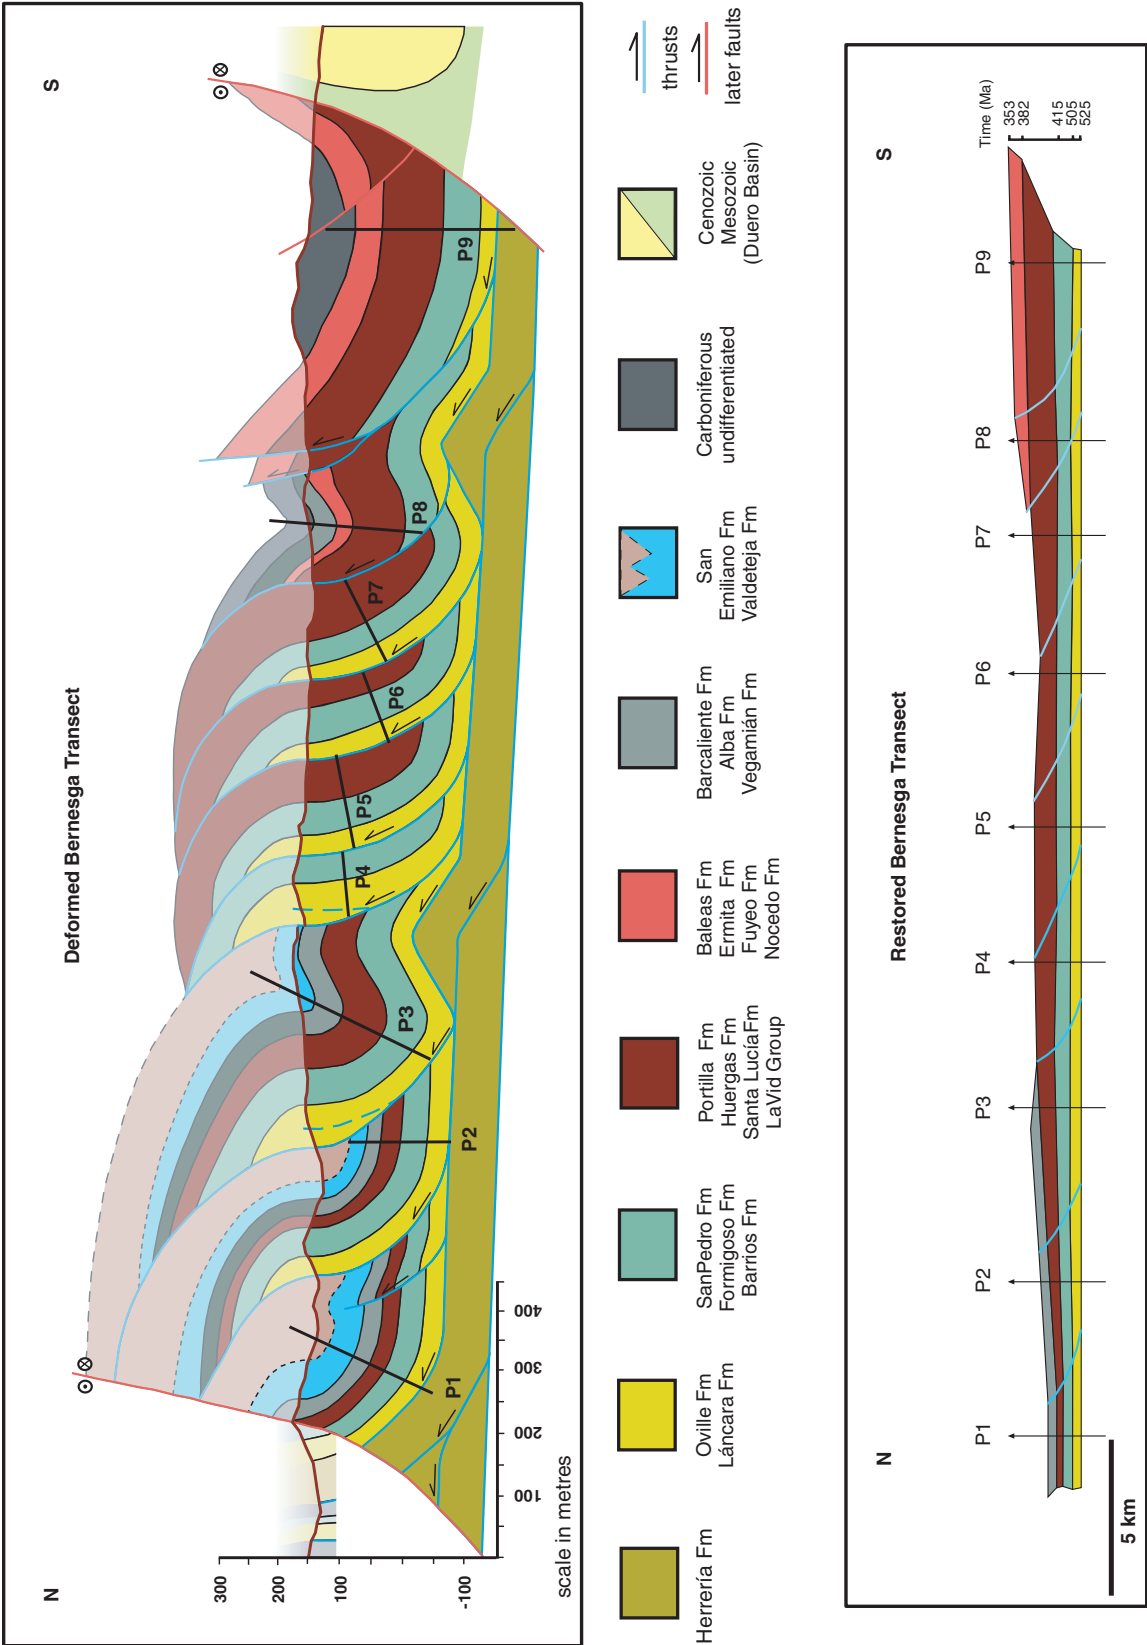 Deformed Bernesga Transect
N
S
300
200
100
-100
100
200
300
400
scale in metres
P1
P2
P3
P4
P5
P6
P7
P8
P9
Herrería Fm
Oville Fm
Láncara Fm
SanPedro Fm
Formigoso Fm
Barrios Fm
Portilla Fm
Huergas Fm
Santa LucíaFm
LaVid Group
Baleas Fm
Ermita Fm
Fuyeo Fm
Nocedo Fm
Barcaliente Fm
Alba Fm
Vegamián Fm
San
Emiliano Fm
Valdeteja Fm
Carboniferous
undifferentiated
Cenozoic
Mesozoic
(Duero Basin)
thrusts
later faults
Restored Bernesga Transect
N
S
P1
P2
P3
P4
P5
P6
P7
P8
P9
Time (Ma)
353
382
415
505
525
5 km